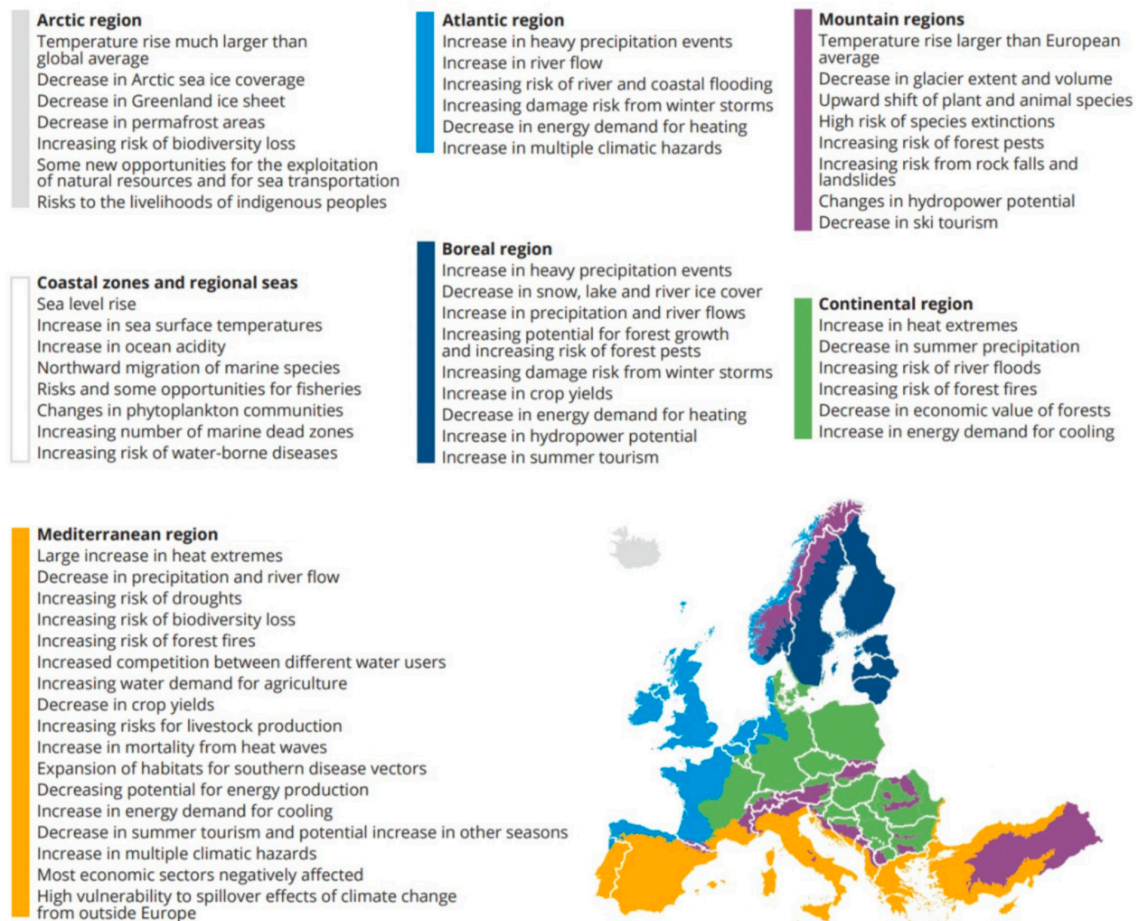 Arctic region
Temperature rise much larger than
global average
Decrease in Arctic sea ice coverage
Decrease in Greenland ice sheet
Decrease in permafrost areas
Increasing risk of biodiversity loss
Some new opportunities for the exploitation
of natural resources and for sea transportation
Risks to the livelihoods of indigenous peoples
Atlantic region
Increase in heavy precipitation events
Increase in river flow
Increasing risk of river and coastal flooding
Increasing damage risk from winter storms
Decrease in energy demand for heating
Increase in multiple climatic hazards
Mountain regions
Temperature rise larger than European
average
Decrease in glacier extent and volume
Upward shift of plant and animal species
High risk of species extinctions
Increasing risk of forest pests
Increasing risk from rock falls and
landslides
Changes in hydropower potential
Decrease in ski tourism
Coastal zones and regional seas
Sea level rise
Increase in sea surface temperatures
Increase in ocean acidity
Northward migration of marine species
Risks and some opportunities for fisheries
Changes in phytoplankton communities
Increasing number of marine dead zones
Increasing risk of water-borne diseases
Boreal region
Increase in heavy precipitation events
Decrease in snow, lake and river ice cover
Increase in precipitation and river flows
Increasing potential for forest growth
and increasing risk of forest pests
Increasing damage risk from winter storms
Increase in crop yields
Decrease in energy demand for heating
Increase in hydropower potential
Increase in summer tourism
Continental region
Increase in heat extremes
Decrease in summer precipitation
Increasing risk of river floods
Increasing risk of forest fires
Decrease in economic value of forests
Increase in energy demand for cooling
Mediterranean region
Large increase in heat extremes
Decrease in precipitation and river flow
Increasing risk of droughts
Increasing risk of biodiversity loss
Increasing risk of forest fires
Increased competition between different water users
Increasing water demand for agriculture
Decrease in crop yields
Increasing risks for livestock production
Increase in mortality from heat waves
Expansion of habitats for southern disease vectors
Decreasing potential for energy production
Increase in energy demand for cooling
Decrease in summer tourism and potential increase in other seasons
Increase in multiple climatic hazards
Most economic sectors negatively affected
High vulnerability to spillover effects of climate change
from outside Europe